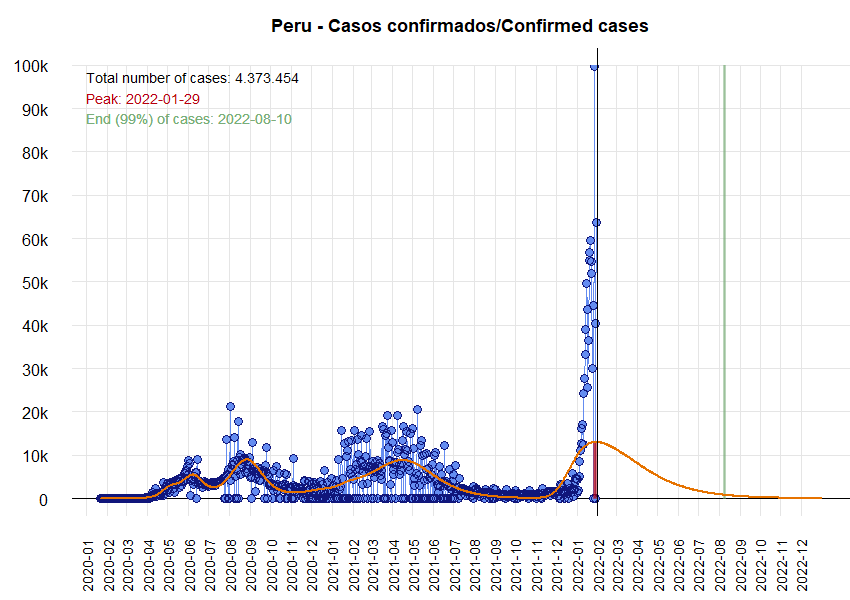 Peru - Casos confirmados/Confirmed cases
100k
90k
80k
70k
60k
50k
40k
30k
20k
10k
0
Total number of cases: 4.373.454
Peak: 2022-01-29
End (99%) of cases: 2022-08-10
2020-01
2020-02
2020-03
2020-04
2020-05
2020-06
2020-07
2020-08
2020-09
2020-10
2020-11
2020-12
2021-01
2021-02
2021-03
2021-04
2021-05
2021-06
2021-07
2021-08
2021-09
2021-10
2021-11
2021-12
2022-01
2022-02
2022-03
2022-04
2022-05
2022-06
2022-07
2022-08
2022-09
2022-10
2022-11
2022-12